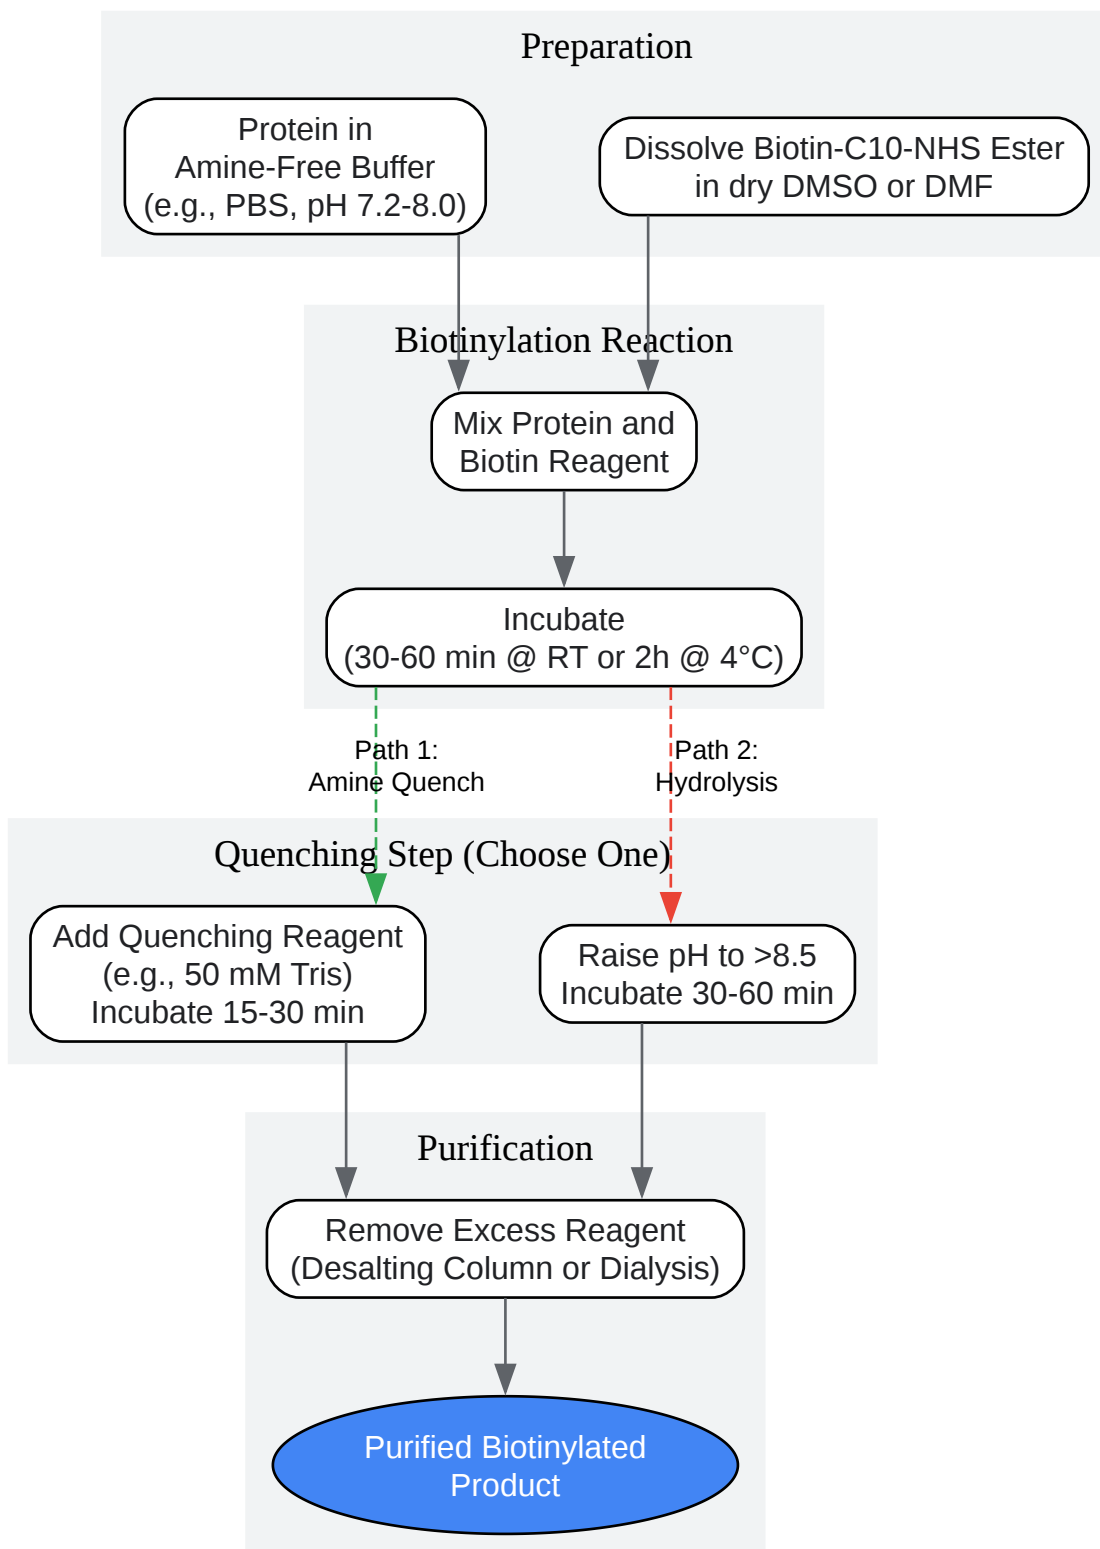 Preparation
Protein in
Amine-Free Buffer
(e.g., PBS, pH 7.2-8.0)
Dissolve Biotin-C10-NHS Ester
in dry DMSO or DMF
Biotinylation Reaction
Mix Protein and
Biotin Reagent
Incubate
(30-60 min @ RT or 2h @ 4°C)
Path 1:
Amine Quench
Path 2:
Hydrolysis
Quenching Step (Choose One)
Add Quenching Reagent
(e.g., 50 mM Tris)
Incubate 15-30 min
Raise pH to >8.5
Incubate 30-60 min
Purification
Remove Excess Reagent
(Desalting Column or Dialysis)
Purified Biotinylated
Product